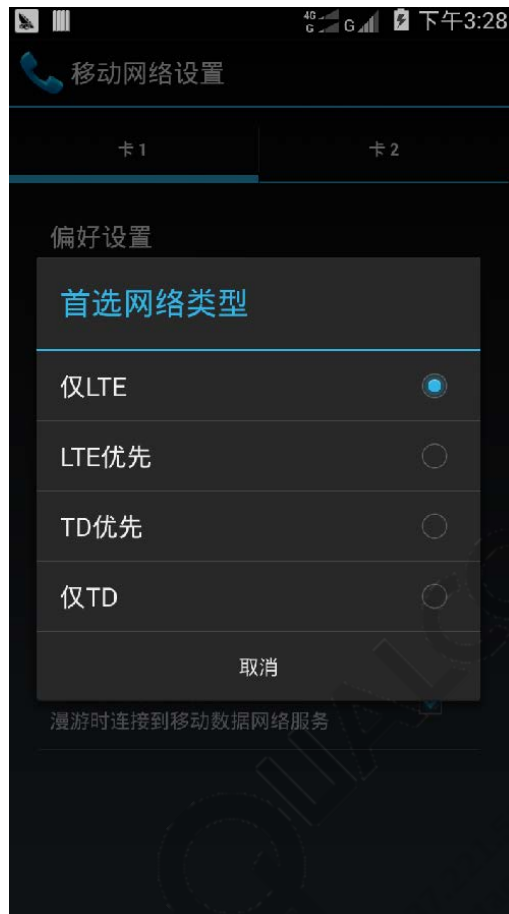 4G
G G 下午3:28
移动网络设置
卡1 卡2
偏好设置
首选网络类型
仅LTE
LTE优先
TD优先
仅TD
取消
漫游时连接到移动数据网络服务